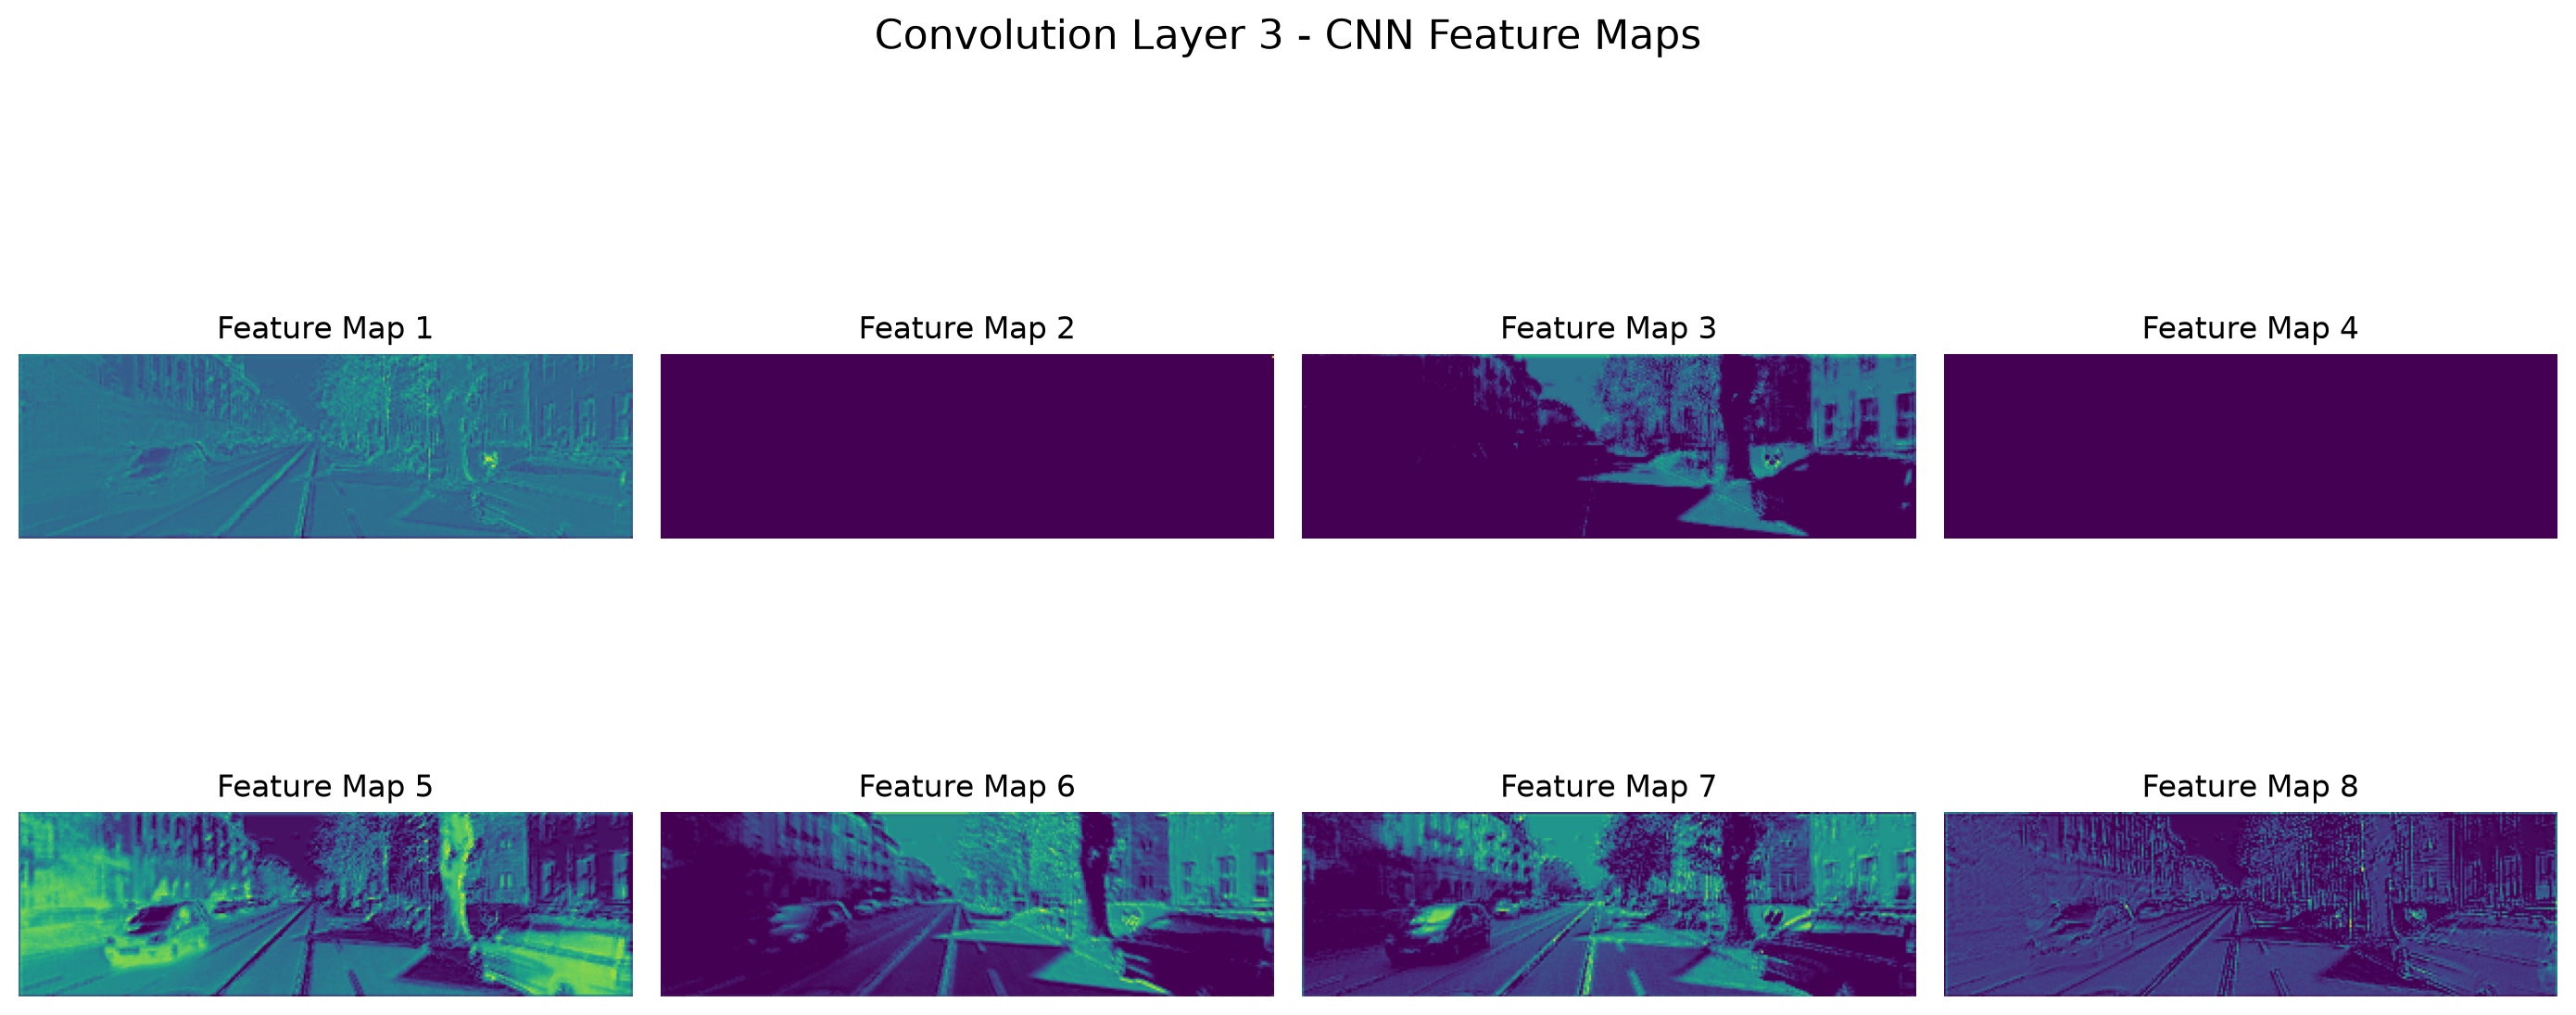 Convolution Layer 3 - CNN Feature Maps
Feature Map 1
Feature Map 2
Feature Map 3
Feature Map 4
Feature Map 5
Feature Map 6
Feature Map 7
Feature Map 8